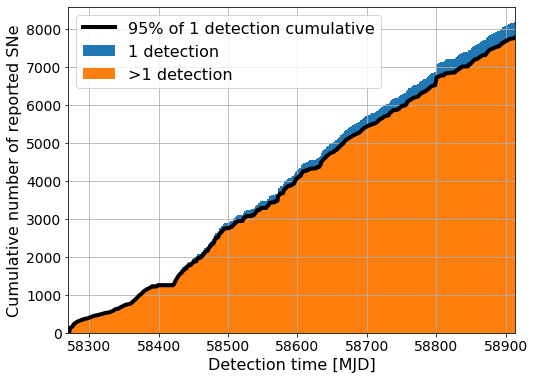 95% of 1 detection cumulative
1 detection
>1 detection
Cumulative number of reported SNe
8000
7000
6000
5000
4000
3000
2000
1000
0
58300 58400 58500 58600 58700 58800 58900
Detection time [MJD]